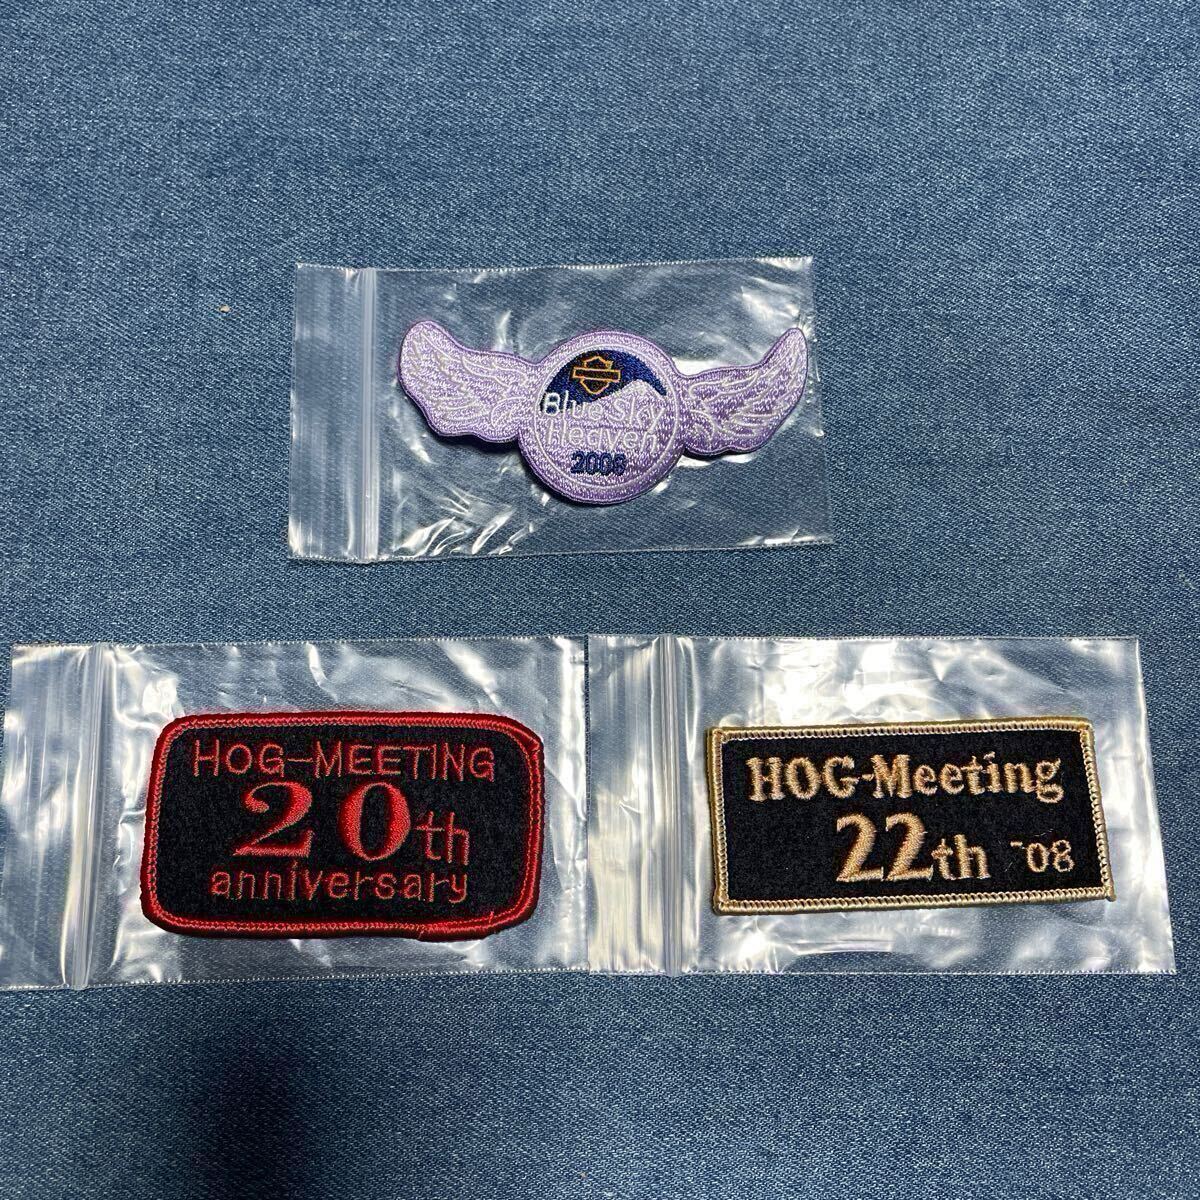 Blue Sky
Heaven
2008
HOG-MEETING
20th
anniversary
HOG-Meeting
22th '08